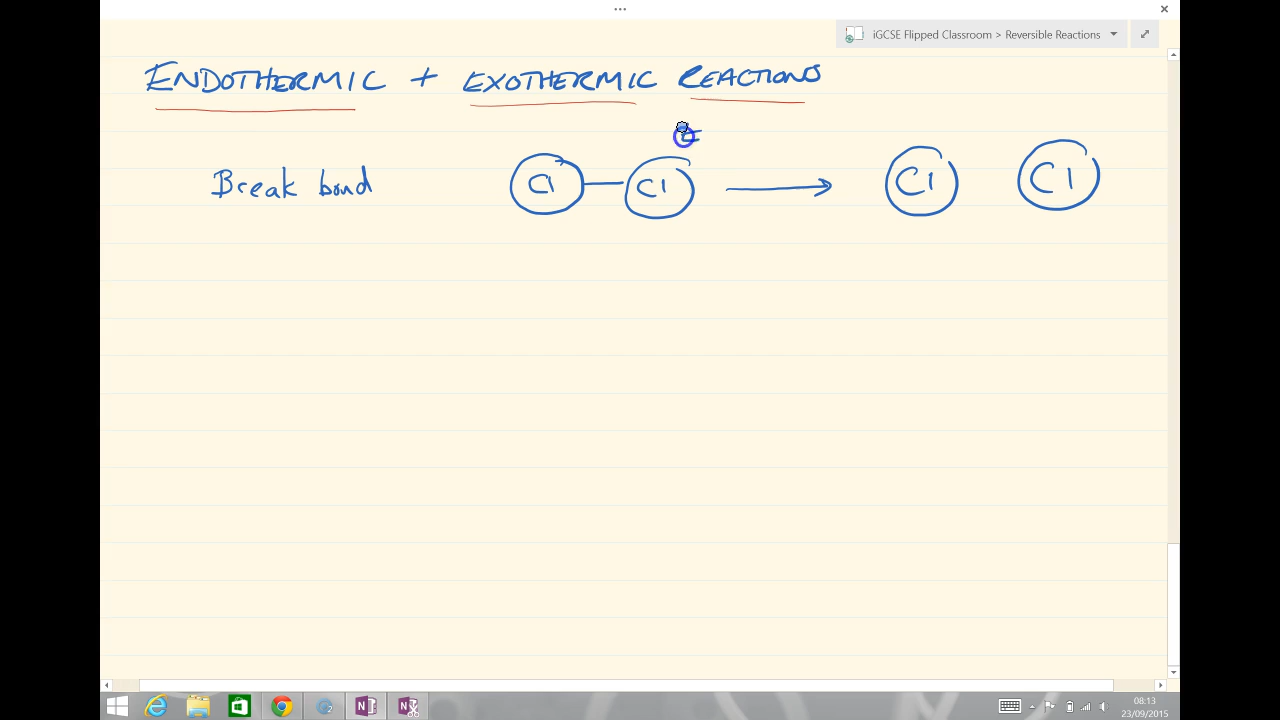 iGCSE Flipped Classroom > Reversible Reactions
ENDOTHERMIC + EXOTHERMIC REACTIONS
Break bond Cl Cl Cl Cl
08:13
23/09/2015